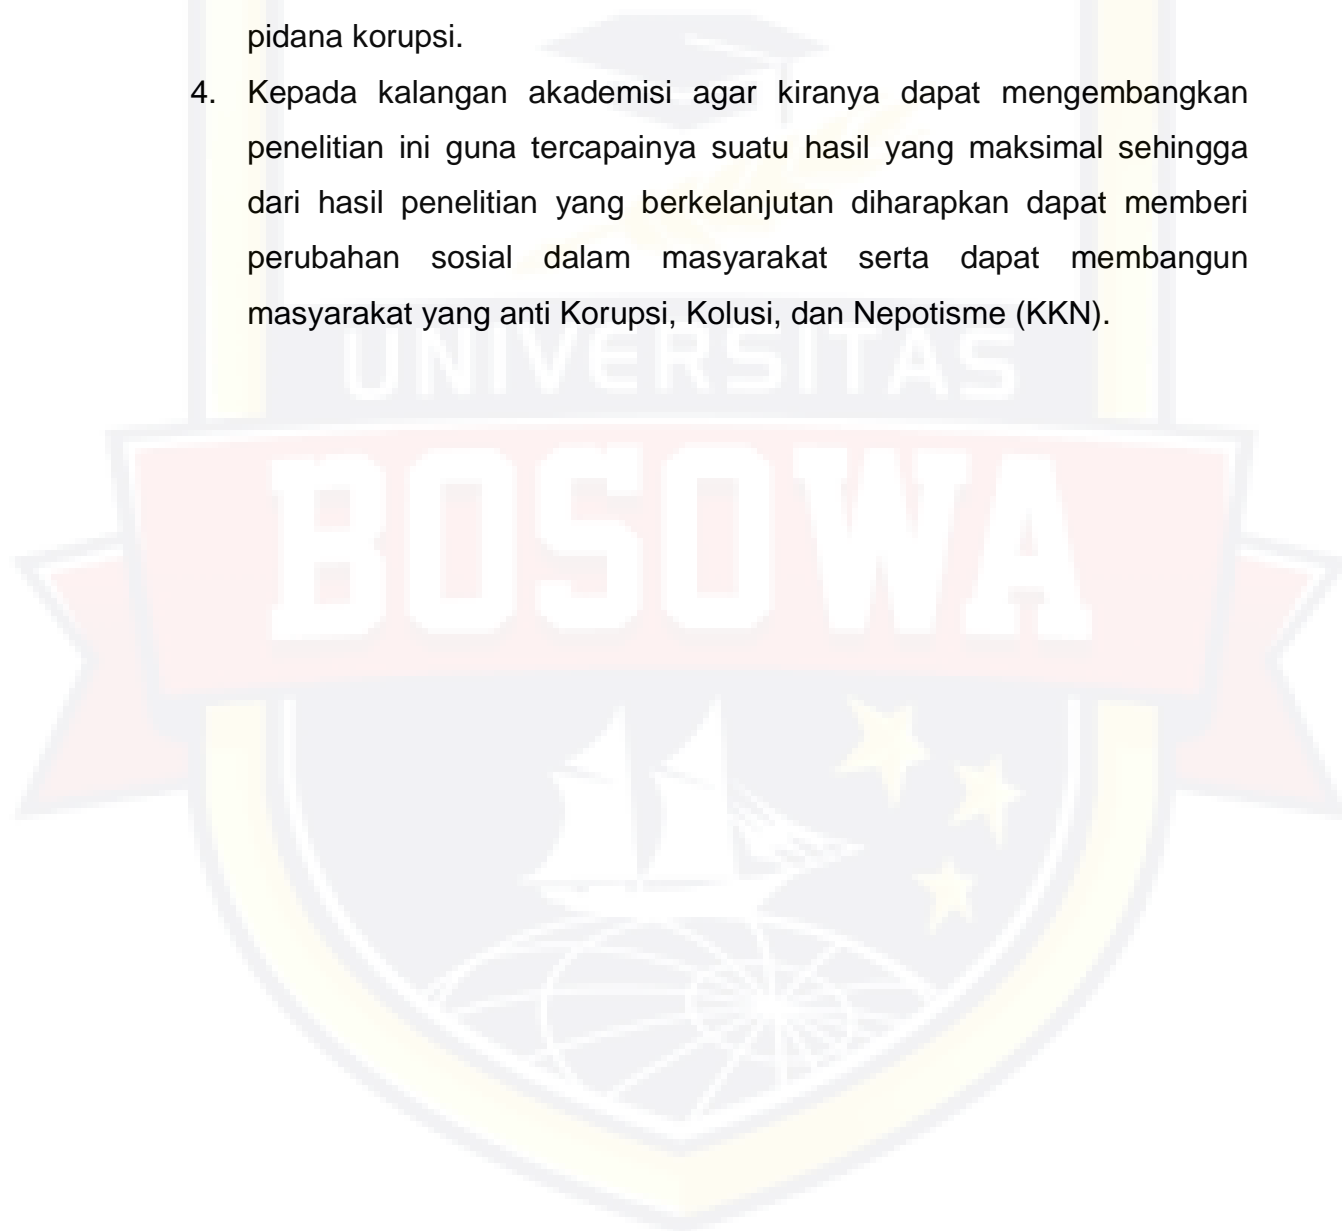 pidana korupsi.
4. Kepada kalangan akademisi agar kiranya dapat mengembangkan
penelitian ini guna tercapainya suatu hasil yang maksimal sehingga
dari hasil penelitian yang berkelanjutan diharapkan dapat memberi
perubahan sosial dalam masyarakat serta dapat membangun
masyarakat yang anti Korupsi, Kolusi, dan Nepotisme (KKN).
UNIVERSITAS
BOSOWA